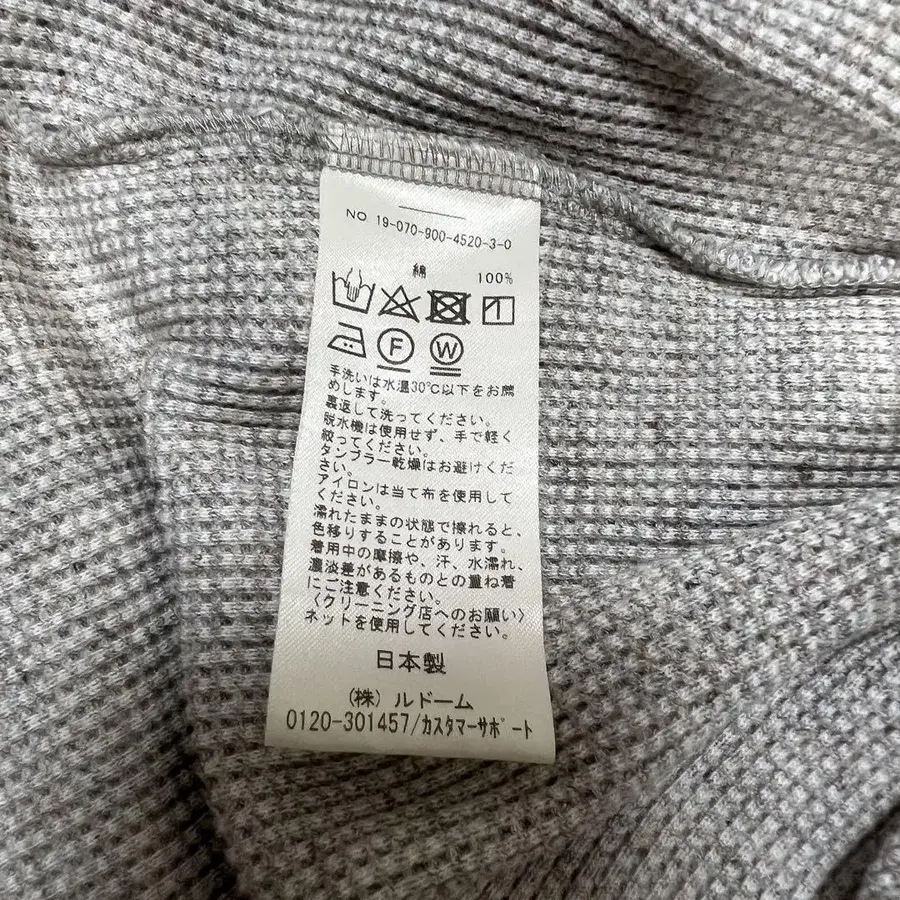 NO 19-070-900-4520-3-0
綿 100%
F W
手洗いは水温30℃以下をお薦
めします。
裏返して洗ってください。
脱水機は使用せず、手で軽く
絞ってください。
タンブラー乾燥はお避けくだ
さい。
アイロンは当て布を使用して
ください。
濡れたままの状態で擦れると、
色移りすることがあります。
着用中の摩擦や、汗、水濡れ、
濃淡差があるものとの重ね着
にご注意ください。
〈クリーニング店へのお願い〉
ネットを使用してください。
日本製
(株) ルドーム
0120-301457/カスタマーサポート